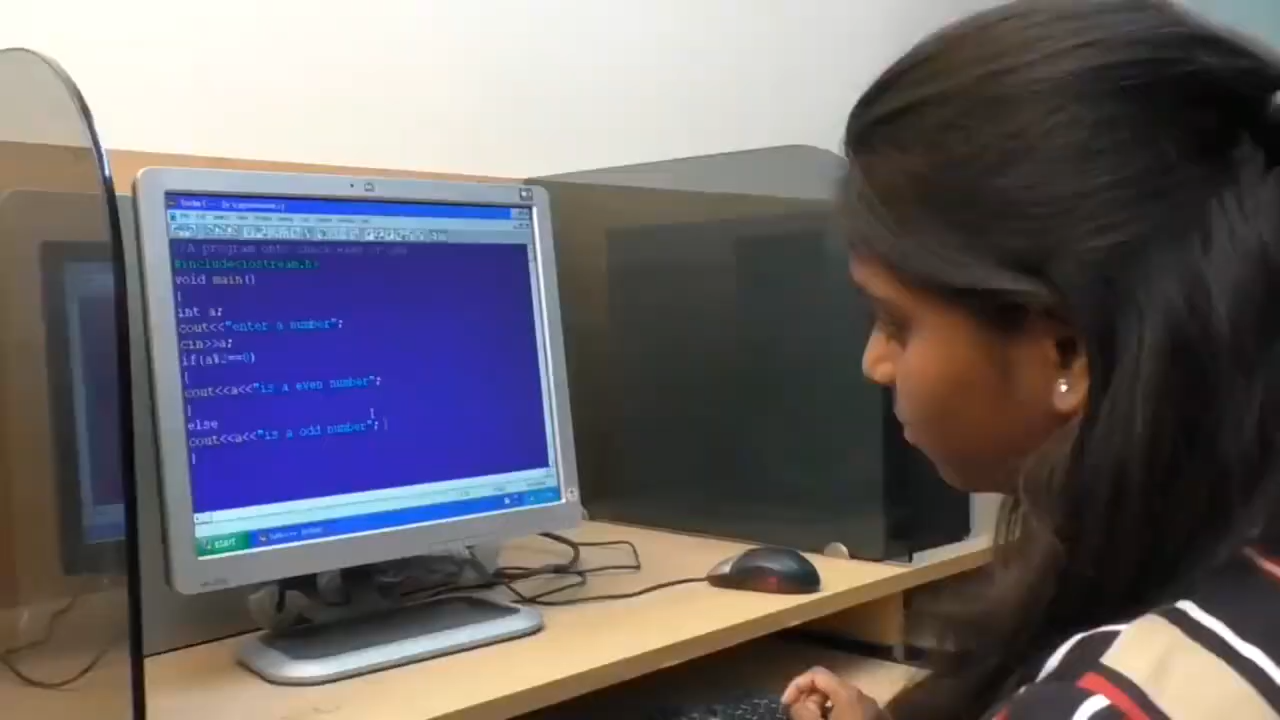 //A program
#include<iostream.h>
void main()
{
int a;
cout<<"enter a number";
cin>>a;
if(a%2==0)
{
cout<<a<<"is a even number";
}
else
cout<<a<<"is a odd number"; }
}
start